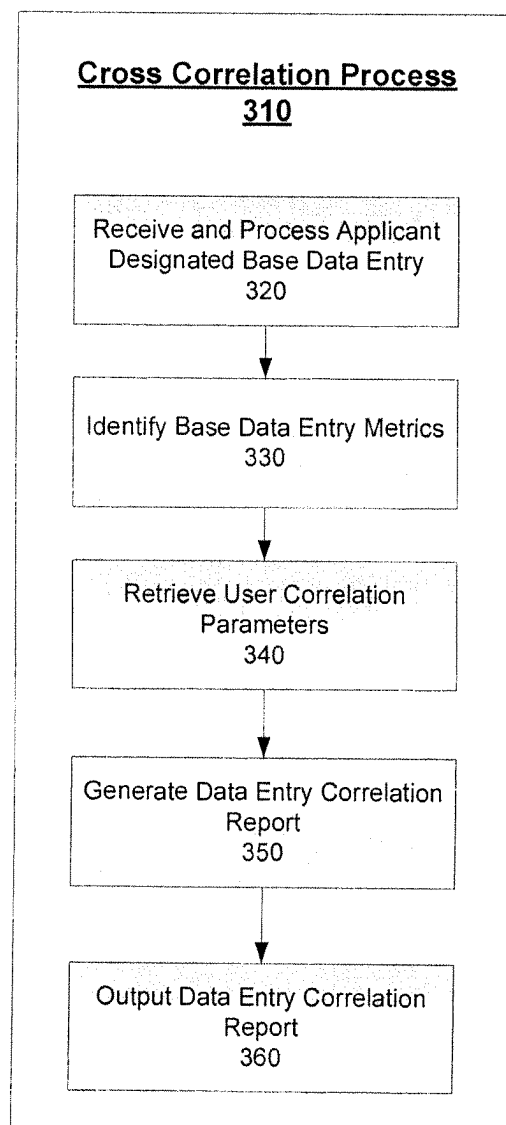 Cross Correlation Process
310
Receive and Process Applicant
Designated Base Data Entry
320
Identify Base Data Entry Metrics
330
Retrieve User Correlation
Parameters
340
Generate Data Entry Correlation
Report
350
Output Data Entry Correlation
Report
360